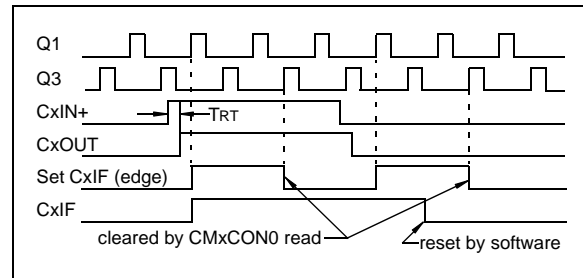 Q1
Q3
CxIN+
TRT
CxOUT
Set CxIF (edge)
CxIF
cleared by CMxCON0 read
reset by software